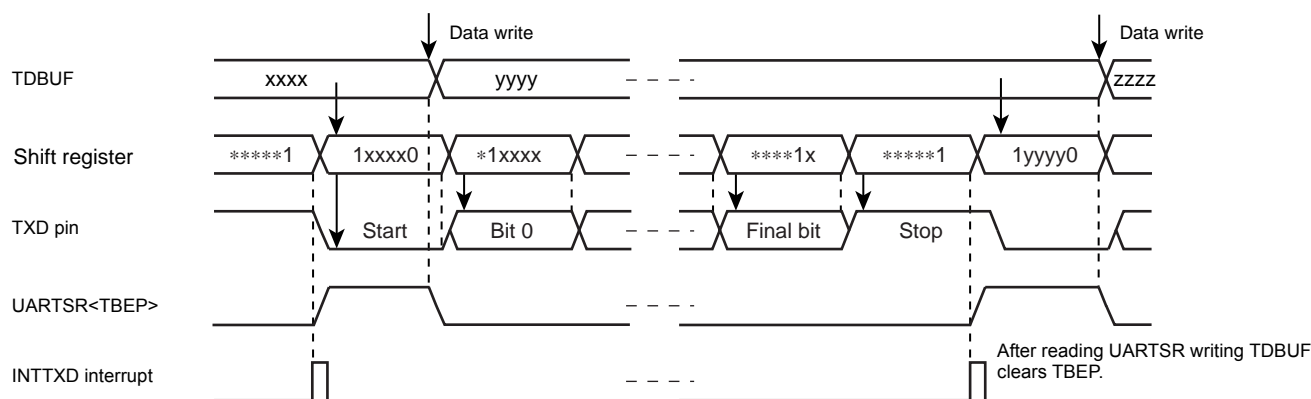 Data write Data write
TDBUF xxxx yyyy zzzz
Shift register *****1 1xxxx0 *1xxxx ****1x *****1 1yyyy0
TXD pin Start Bit 0 Final bit Stop
UARTSR<TBEP>
After reading UARTSR writing TDBUF
clears TBEP.
INTTXD interrupt